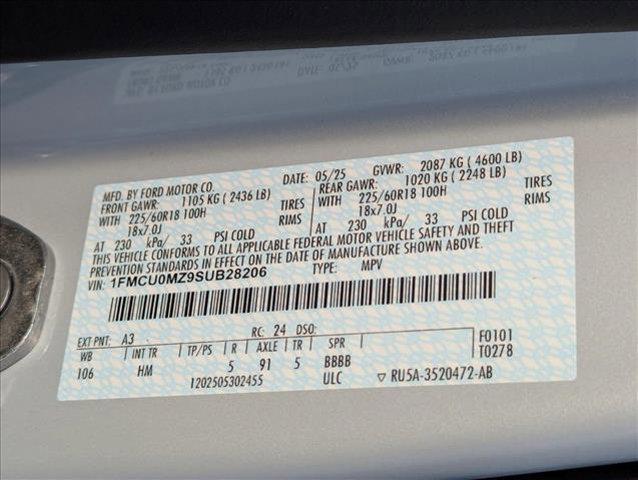 MFD. BY FORD MOTOR CO.
DATE: 05/25 GVWR: 2087 KG ( 4600 LB)
FRONT GAWR: 1105 KG ( 2436 LB) REAR GAWR: 1020 KG ( 2248 LB)
WITH 225/60R18 100H TIRES WITH 225/60R18 100H TIRES
18x7.0J RIMS 18x7.0J RIMS
AT 230 kPa/ 33 PSI COLD AT 230 kPa/ 33 PSI COLD
THIS VEHICLE CONFORMS TO ALL APPLICABLE FEDERAL MOTOR VEHICLE SAFETY AND THEFT
PREVENTION STANDARDS IN EFFECT ON THE DATE OF MANUFACTURE SHOWN ABOVE.
VIN: 1FMCU0MZ9SUB28206 TYPE: MPV
EXT PNT: A3 RC: 24 DSO: F0101
WB INT TR TP/PS R AXLE TR SPR T0278
106 HM 5 91 5 BBBB
1202505302455 ULC ▽ RU5A-3520472-AB